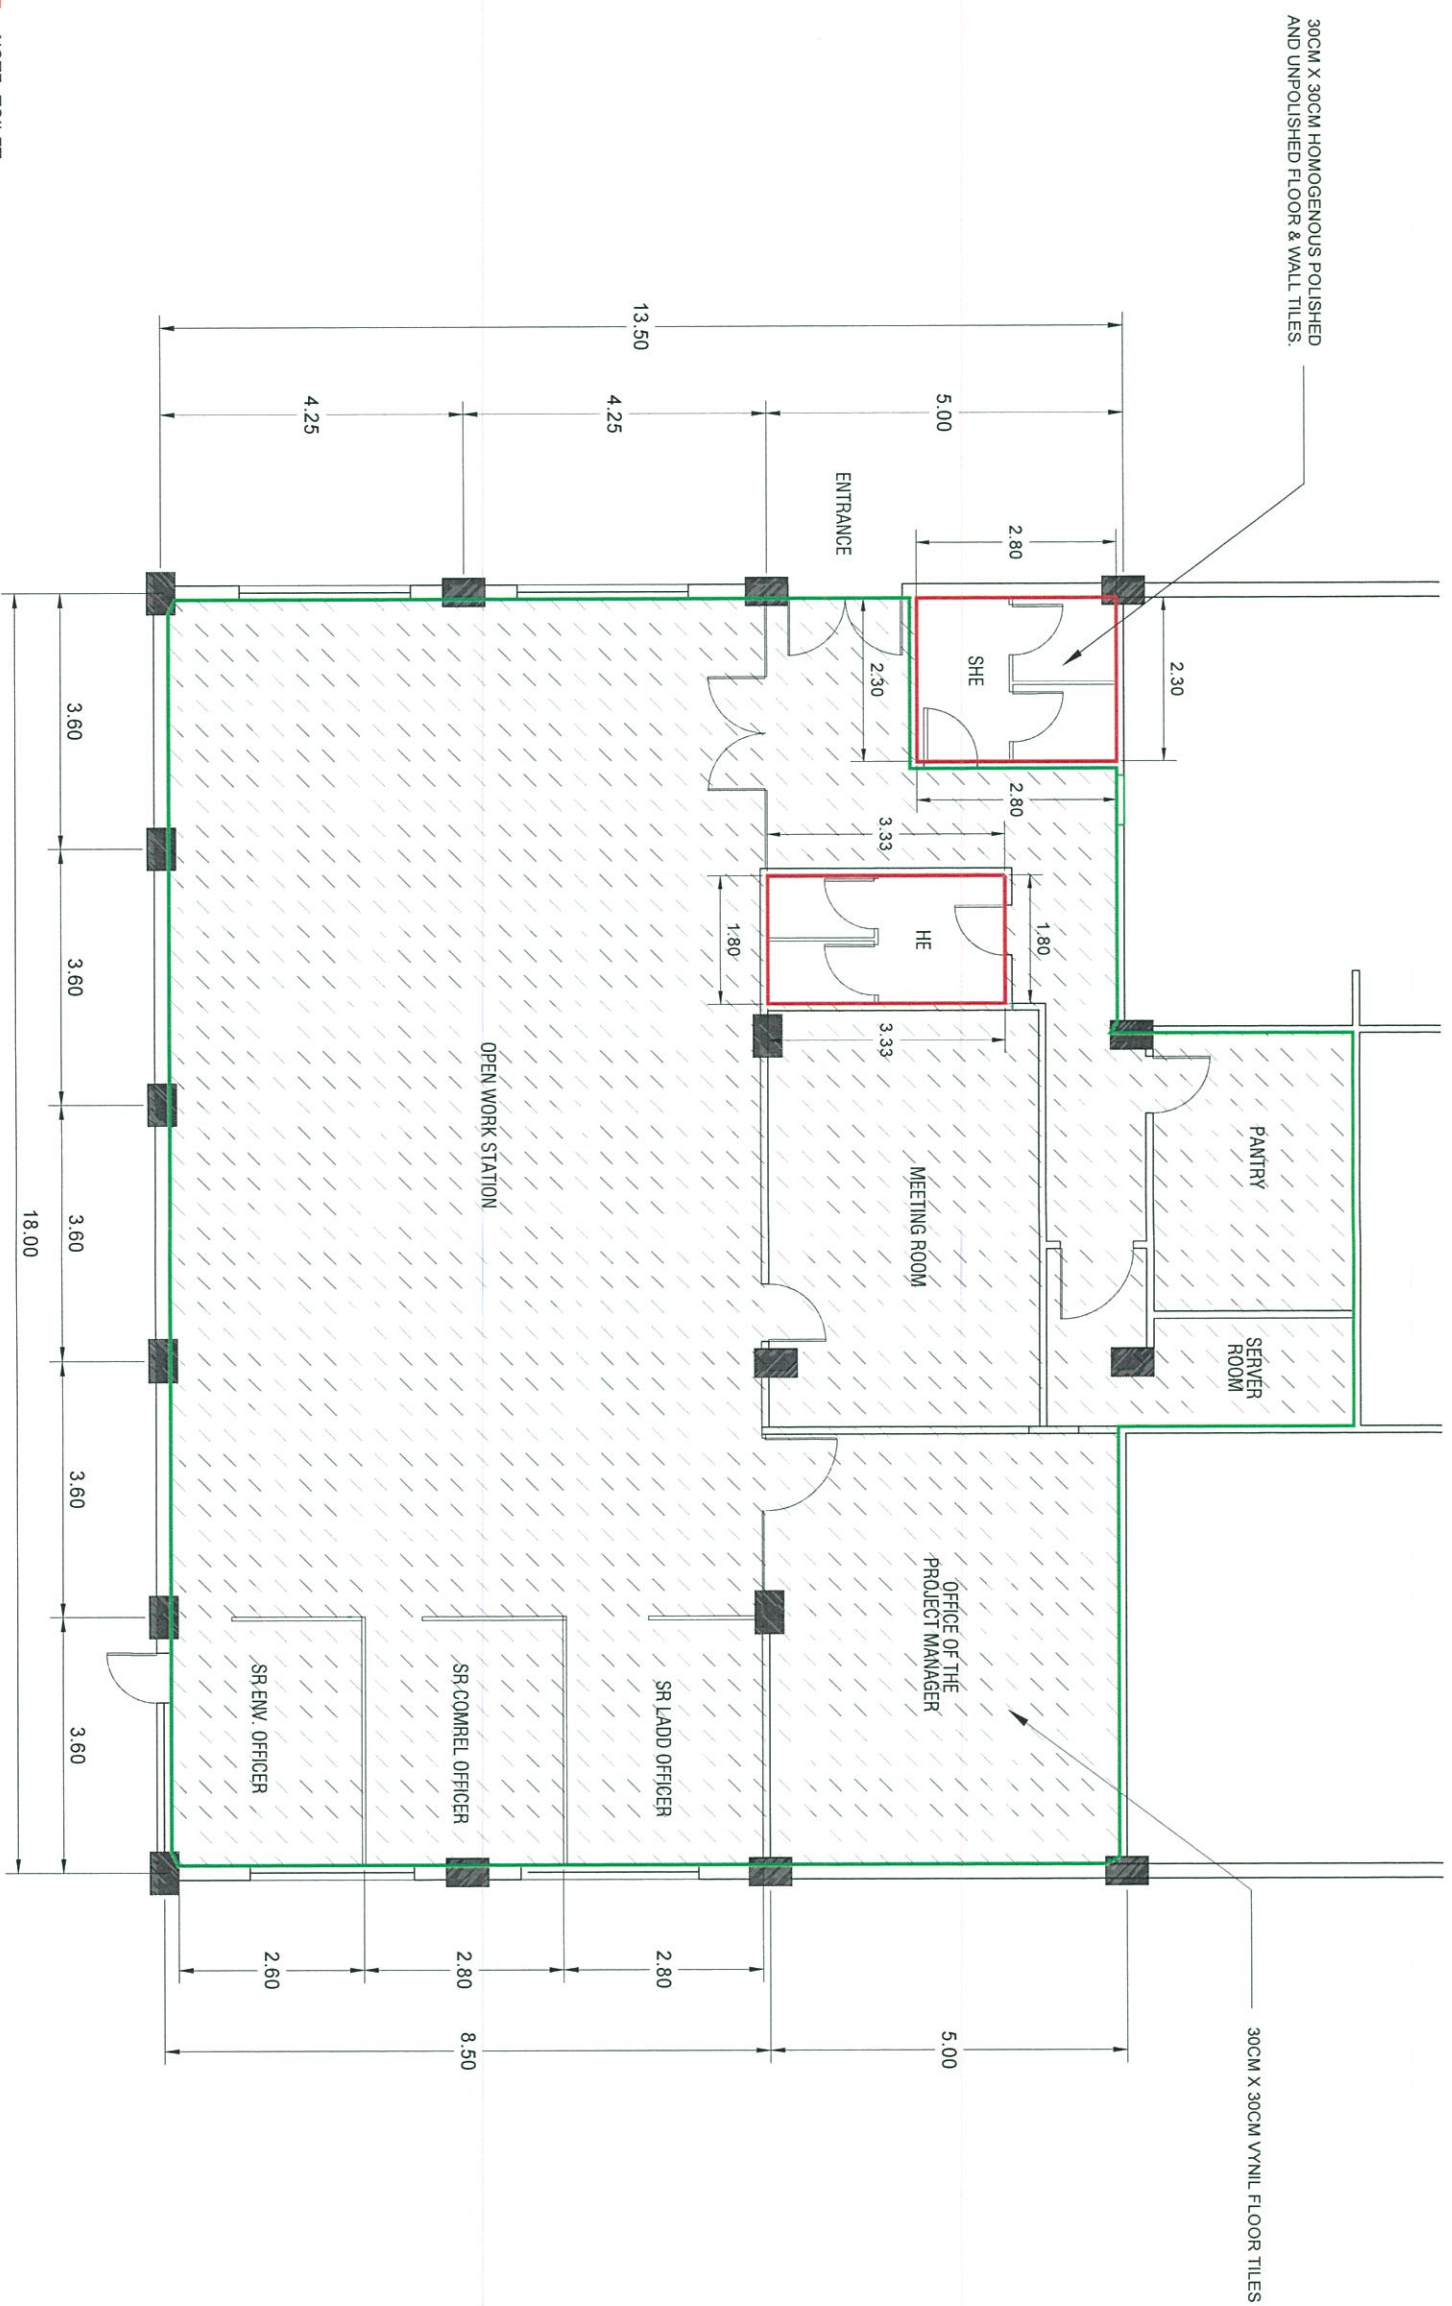 30CM X 30CM HOMOGENOUS POLISHED
AND UNPOLISHED FLOOR & WALL TILES.
30CM X 30CM VYNIL FLOOR TILES
13.50
5.00
4.25
4.25
ENTRANCE
2.80
2.30
SHE
2.30
2.80
3.33
1.80
HE
1.80
3.33
PANTRY
SERVER
ROOM
MEETING ROOM
OPEN WORK STATION
OFFICE OF THE
PROJECT MANAGER
SR LADD OFFICER
SR COMREL OFFICER
SR ENV. OFFICER
5.00
8.50
2.80
2.80
2.60
3.60
3.60
3.60
3.60
3.60
18.00